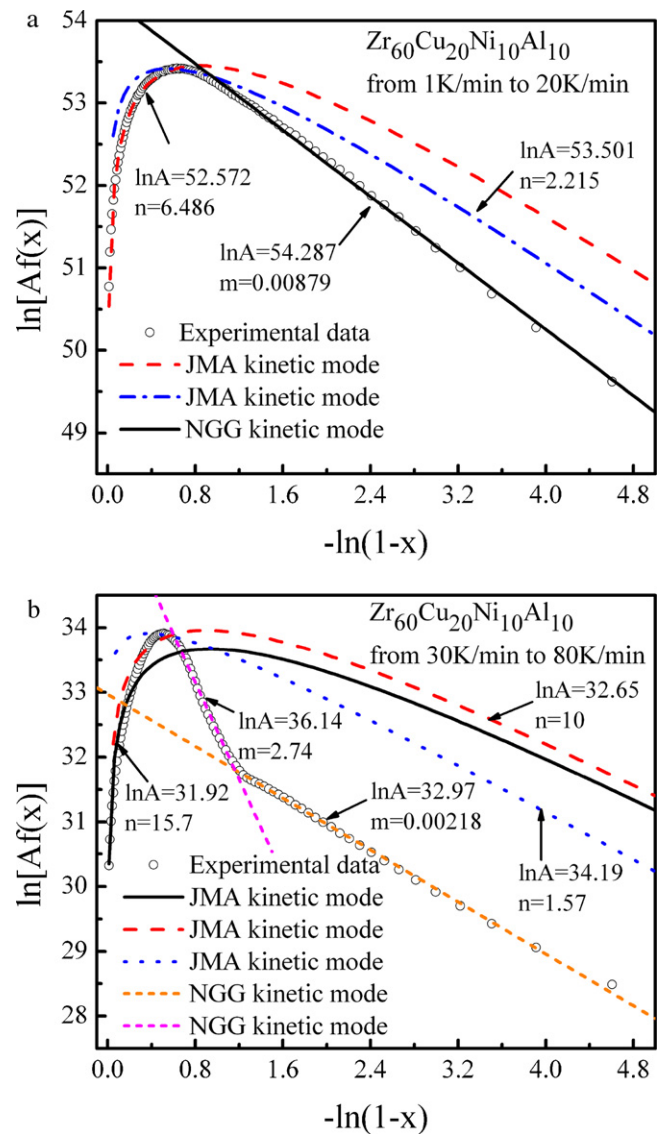 a
54
53
52
51
50
49
ln[Af(x)]
Zr60Cu20Ni10Al10
from 1K/min to 20K/min
lnA=52.572
n=6.486
lnA=53.501
n=2.215
lnA=54.287
m=0.00879
Experimental data
JMA kinetic mode
JMA kinetic mode
NGG kinetic mode
0.0 0.8 1.6 2.4 3.2 4.0 4.8
-ln(1-x)
b
34
33
32
31
30
29
28
ln[Af(x)]
Zr60Cu20Ni10Al10
from 30K/min to 80K/min
lnA=32.65
n=10
lnA=36.14
m=2.74
lnA=31.92
n=15.7
lnA=32.97
m=0.00218
lnA=34.19
n=1.57
Experimental data
JMA kinetic mode
JMA kinetic mode
JMA kinetic mode
NGG kinetic mode
NGG kinetic mode
0.0 0.8 1.6 2.4 3.2 4.0 4.8
-ln(1-x)